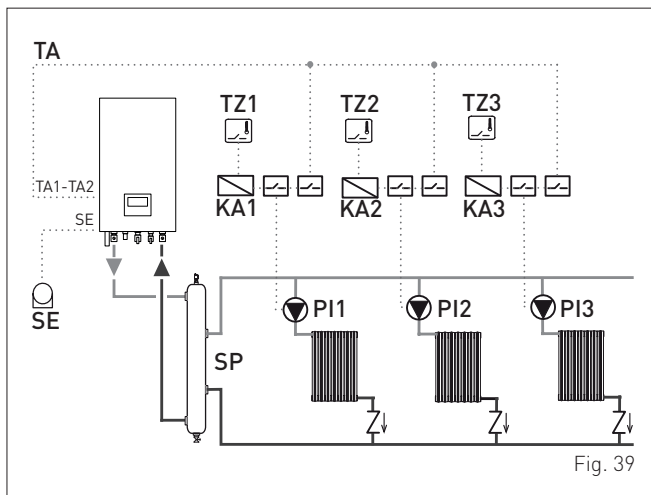 TA
TZ1 TZ2 TZ3
TA1-TA2
KA1 KA2 KA3
SE
SE
PI1 PI2 PI3
SP
Fig. 39